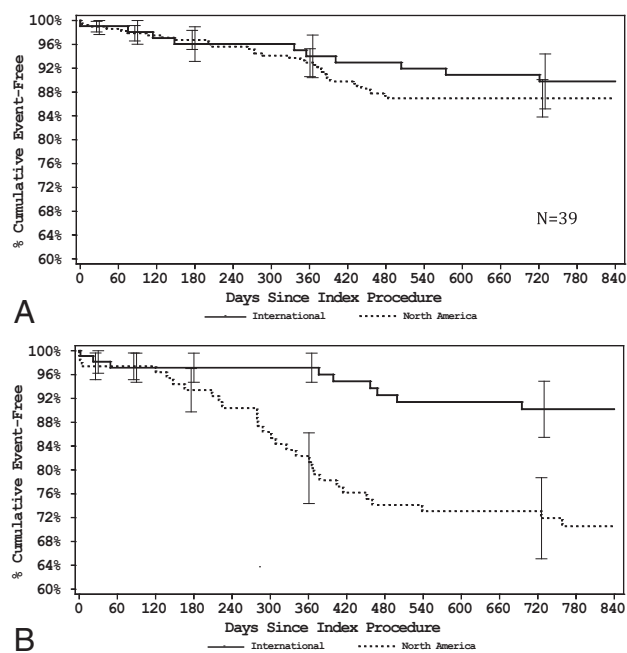 100%
96%
92%
88%
84%
80%
76%
72%
68%
64%
60%
% Cumulative Event-Free
N=39
0 60 120 180 240 300 360 420 480 540 600 660 720 780 840
Days Since Index Procedure
A
International North America
100%
96%
92%
88%
84%
80%
76%
72%
68%
64%
60%
% Cumulative Event-Free
0 60 120 180 240 300 360 420 480 540 600 660 720 780 840
Days Since Index Procedure
B
International North America